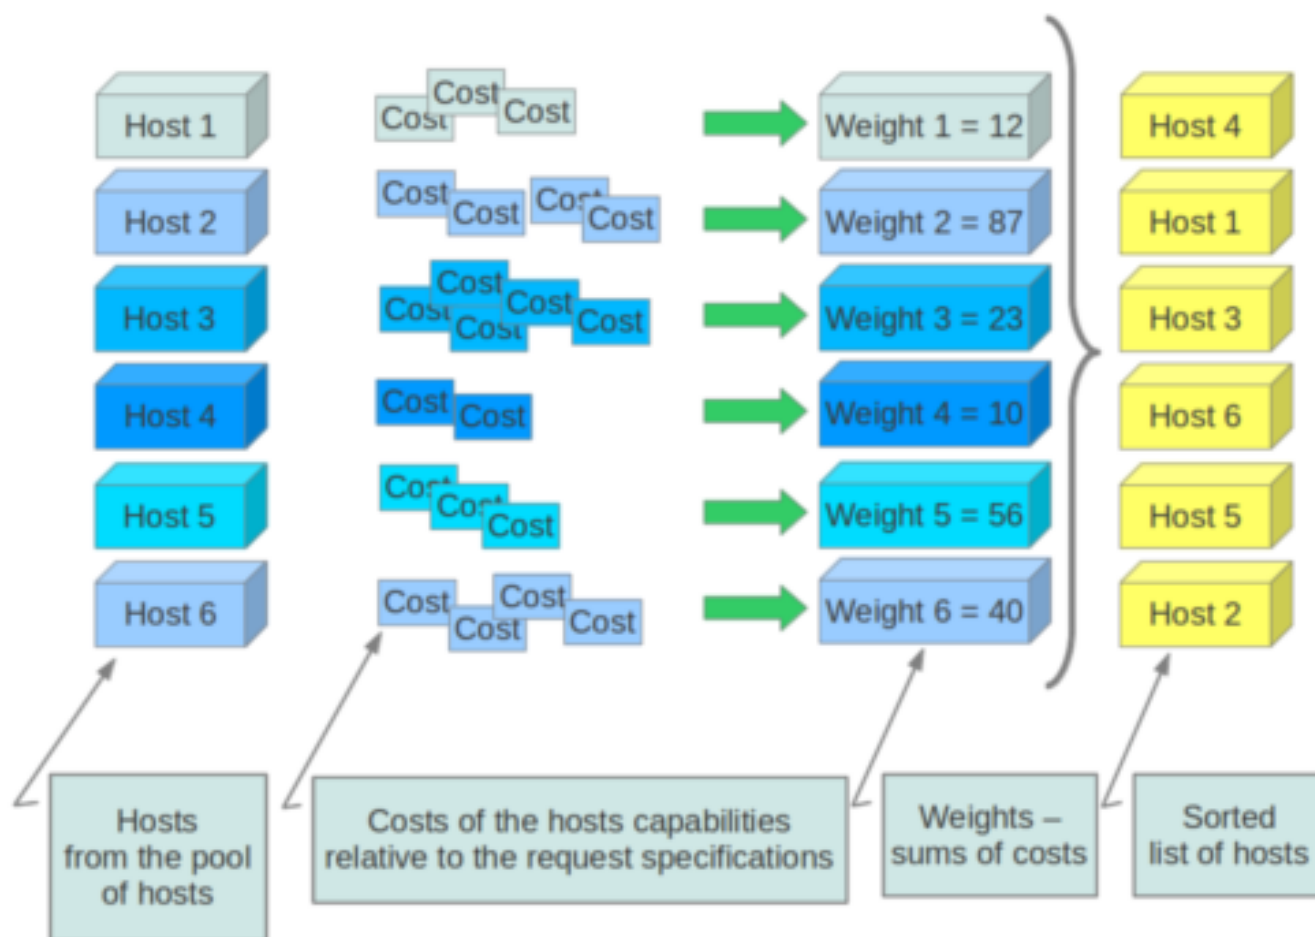 Host 1
Cost
Cost
Cost
Weight 1 = 12
Host 4
Host 2
Cost
Cost
Cost
Cost
Weight 2 = 87
Host 1
Host 3
Cost
Cost
Cost
Cost
Cost
Weight 3 = 23
Host 3
Host 4
Cost
Cost
Weight 4 = 10
Host 6
Host 5
Cost
Cost
Cost
Weight 5 = 56
Host 5
Host 6
Cost
Cost
Cost
Cost
Weight 6 = 40
Host 2
Hosts
from the pool
of hosts
Costs of the hosts capabilities
relative to the request specifications
Weights –
sums of costs
Sorted
list of hosts